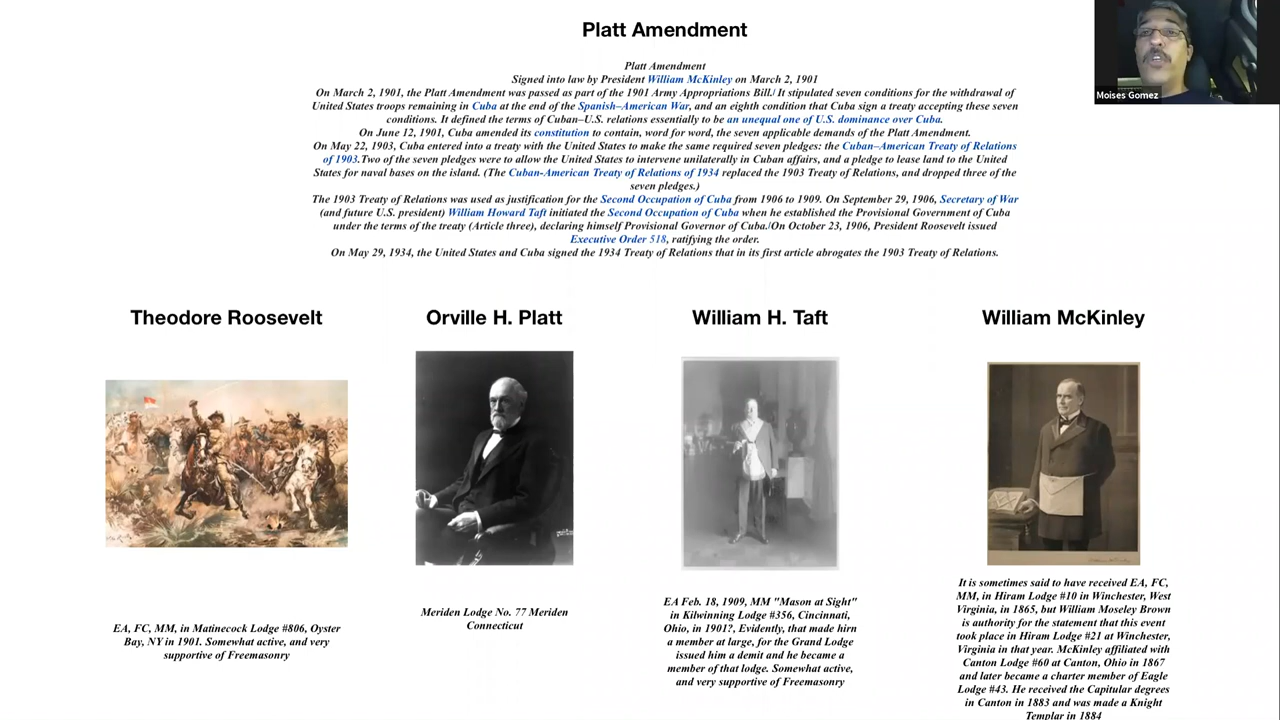 Platt Amendment
Moises Gomez
Platt Amendment
Signed into law by President William McKinley on March 2, 1901
On March 2, 1901, the Platt Amendment was passed as part of the 1901 Army Appropriations Bill./ It stipulated seven conditions for the withdrawal of
United States troops remaining in Cuba at the end of the Spanish–American War, and an eighth condition that Cuba sign a treaty accepting these seven
conditions. It defined the terms of Cuban–U.S. relations essentially to be an unequal one of U.S. dominance over Cuba.
On June 12, 1901, Cuba amended its constitution to contain, word for word, the seven applicable demands of the Platt Amendment.
On May 22, 1903, Cuba entered into a treaty with the United States to make the same required seven pledges: the Cuban–American Treaty of Relations
of 1903.Two of the seven pledges were to allow the United States to intervene unilaterally in Cuban affairs, and a pledge to lease land to the United
States for naval bases on the island. (The Cuban-American Treaty of Relations of 1934 replaced the 1903 Treaty of Relations, and dropped three of the
seven pledges.)
The 1903 Treaty of Relations was used as justification for the Second Occupation of Cuba from 1906 to 1909. On September 29, 1906, Secretary of War
(and future U.S. president) William Howard Taft initiated the Second Occupation of Cuba when he established the Provisional Government of Cuba
under the terms of the treaty (Article three), declaring himself Provisional Governor of Cuba./On October 23, 1906, President Roosevelt issued
Executive Order 518, ratifying the order.
On May 29, 1934, the United States and Cuba signed the 1934 Treaty of Relations that in its first article abrogates the 1903 Treaty of Relations.
Theodore Roosevelt
EA, FC, MM, in Matinecock Lodge #806, Oyster
Bay, NY in 1901. Somewhat active, and very
supportive of Freemasonry
Orville H. Platt
Meriden Lodge No. 77 Meriden
Connecticut
William H. Taft
EA Feb. 18, 1909, MM "Mason at Sight"
in Kilwinning Lodge #356, Cincinnati,
Ohio, in 1901?, Evidently, that made hirn
a member at large, for the Grand Lodge
issued him a demit and he became a
member of that lodge. Somewhat active,
and very supportive of Freemasonry
William McKinley
It is sometimes said to have received EA, FC,
MM, in Hiram Lodge #10 in Winchester, West
Virginia, in 1865, but William Moseley Brown
is authority for the statement that this event
took place in Hiram Lodge #21 at Winchester,
Virginia in that year. McKinley affiliated with
Canton Lodge #60 at Canton, Ohio in 1867
and later became a charter member of Eagle
Lodge #43. He received the Capitular degrees
in Canton in 1883 and was made a Knight
Templar in 1884